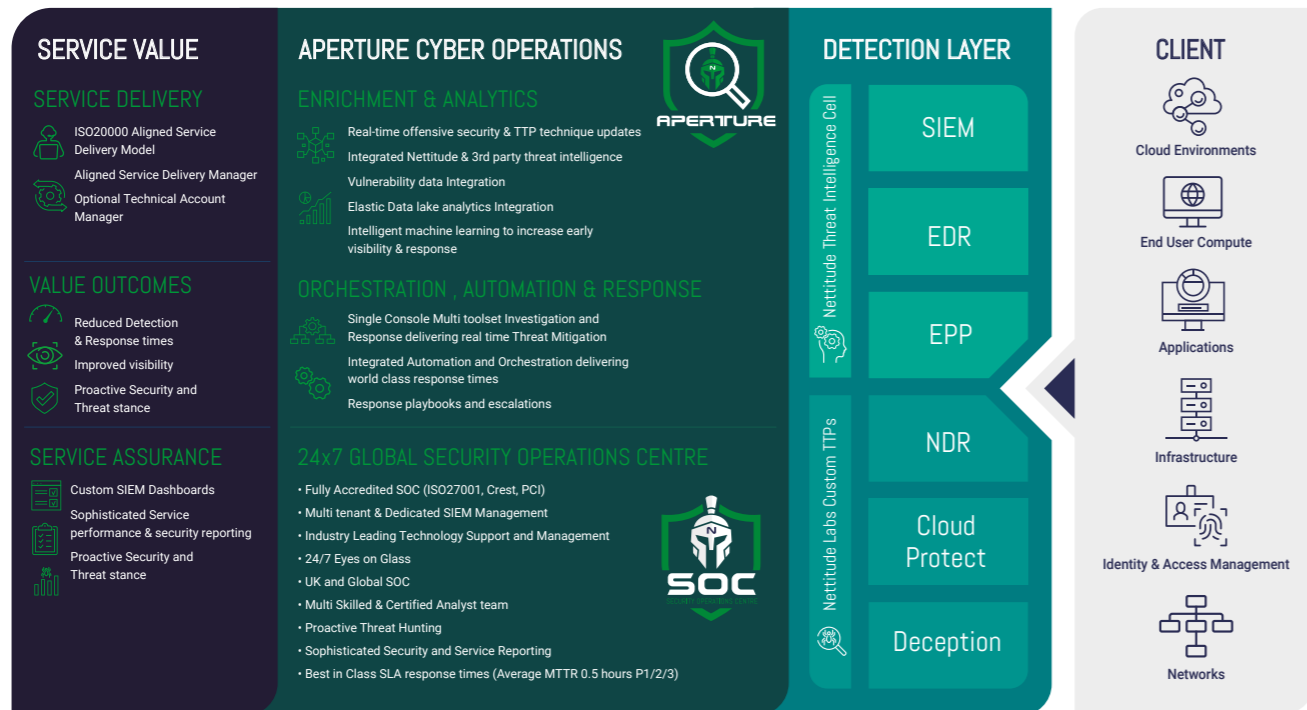 SERVICE VALUE
SERVICE DELIVERY
ISO20000 Aligned Service
Delivery Model
Aligned Service Delivery Manager
Optional Technical Account
Manager
VALUE OUTCOMES
Reduced Detection
& Response times
Improved visibility
Proactive Security and
Threat stance
SERVICE ASSURANCE
Custom SIEM Dashboards
Sophisticated Service
performance & security reporting
Proactive Security and
Threat stance
APERTURE CYBER OPERATIONS
N
APERTURE
ENRICHMENT & ANALYTICS
Real-time offensive security & TTP technique updates
Integrated Nettitude & 3rd party threat intelligence
Vulnerability data Integration
Elastic Data lake analytics Integration
Intelligent machine learning to increase early
visibility & response
ORCHESTRATION , AUTOMATION & RESPONSE
Single Console Multi toolset Investigation and
Response delivering real time Threat Mitigation
Integrated Automation and Orchestration delivering
world class response times
Response playbooks and escalations
24x7 GLOBAL SECURITY OPERATIONS CENTRE
• Fully Accredited SOC (ISO27001, Crest, PCI)
• Multi tenant & Dedicated SIEM Management
• Industry Leading Technology Support and Management
• 24/7 Eyes on Glass
• UK and Global SOC
• Multi Skilled & Certified Analyst team
• Proactive Threat Hunting
• Sophisticated Security and Service Reporting
• Best in Class SLA response times (Average MTTR 0.5 hours P1/2/3)
N
SOC
SECURITY OPERATIONS CENTRE
DETECTION LAYER
Nettitude Threat Intelligence Cell
Nettitude Labs Custom TTPs
SIEM
EDR
EPP
NDR
Cloud
Protect
Deception
CLIENT
Cloud Environments
End User Compute
Applications
Infrastructure
Identity & Access Management
Networks